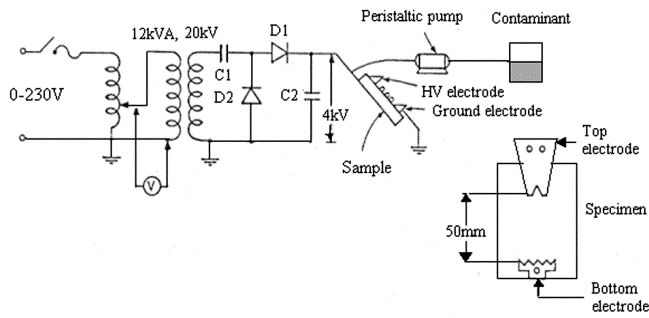 Peristaltic pump
Contaminant
12kVA, 20kV
D1
C1
D2
C2
0-230V
4kV
HV electrode
Ground electrode
V
Sample
Top
electrode
Specimen
50mm
Bottom
electrode